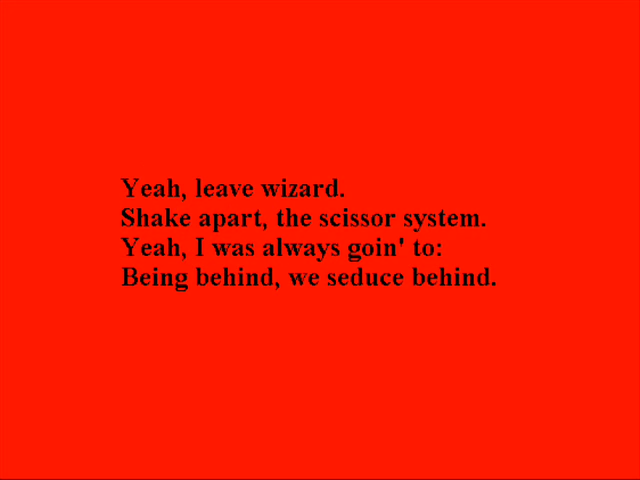 Yeah, leave wizard.
Shake apart, the scissor system.
Yeah, I was always goin' to:
Being behind, we seduce behind.